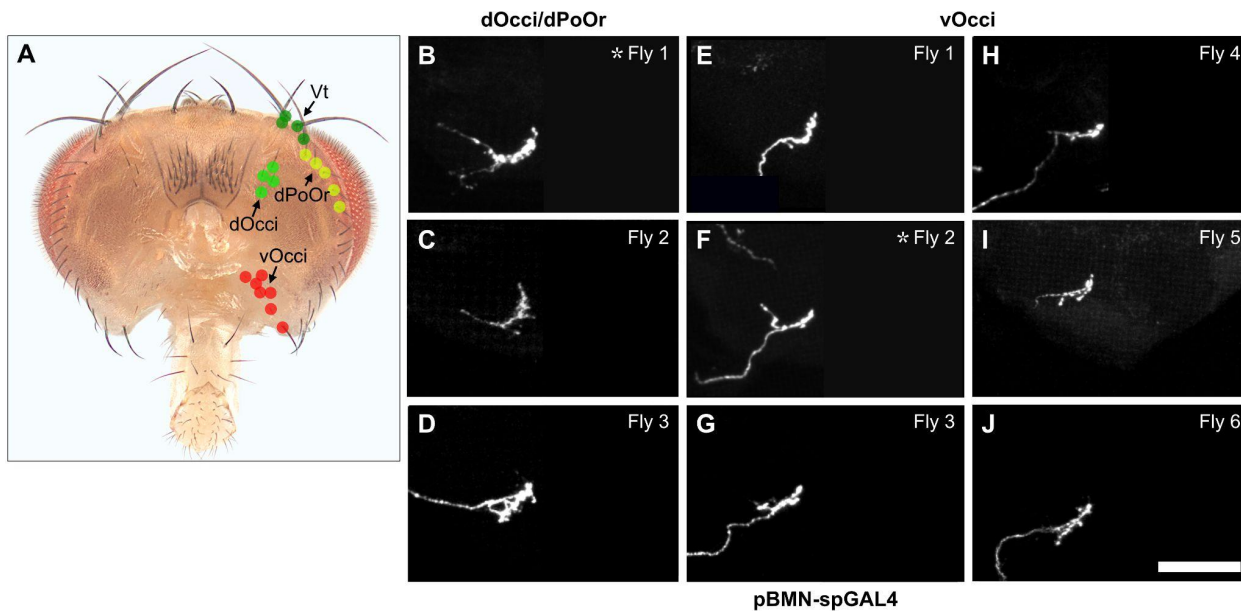 dOcci/dPoOr
vOcci
A
Vt
dPoOr
dOcci
vOcci
B
* Fly 1
E
Fly 1
H
Fly 4
C
Fly 2
F
* Fly 2
I
Fly 5
D
Fly 3
G
Fly 3
J
Fly 6
pBMN-spGAL4